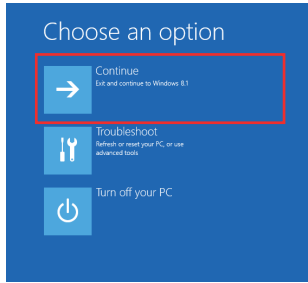 Choose an option
Continue
Exit and continue to Windows 8.1
Troubleshoot
Refresh or reset your PC, or use
advanced tools
Turn off your PC